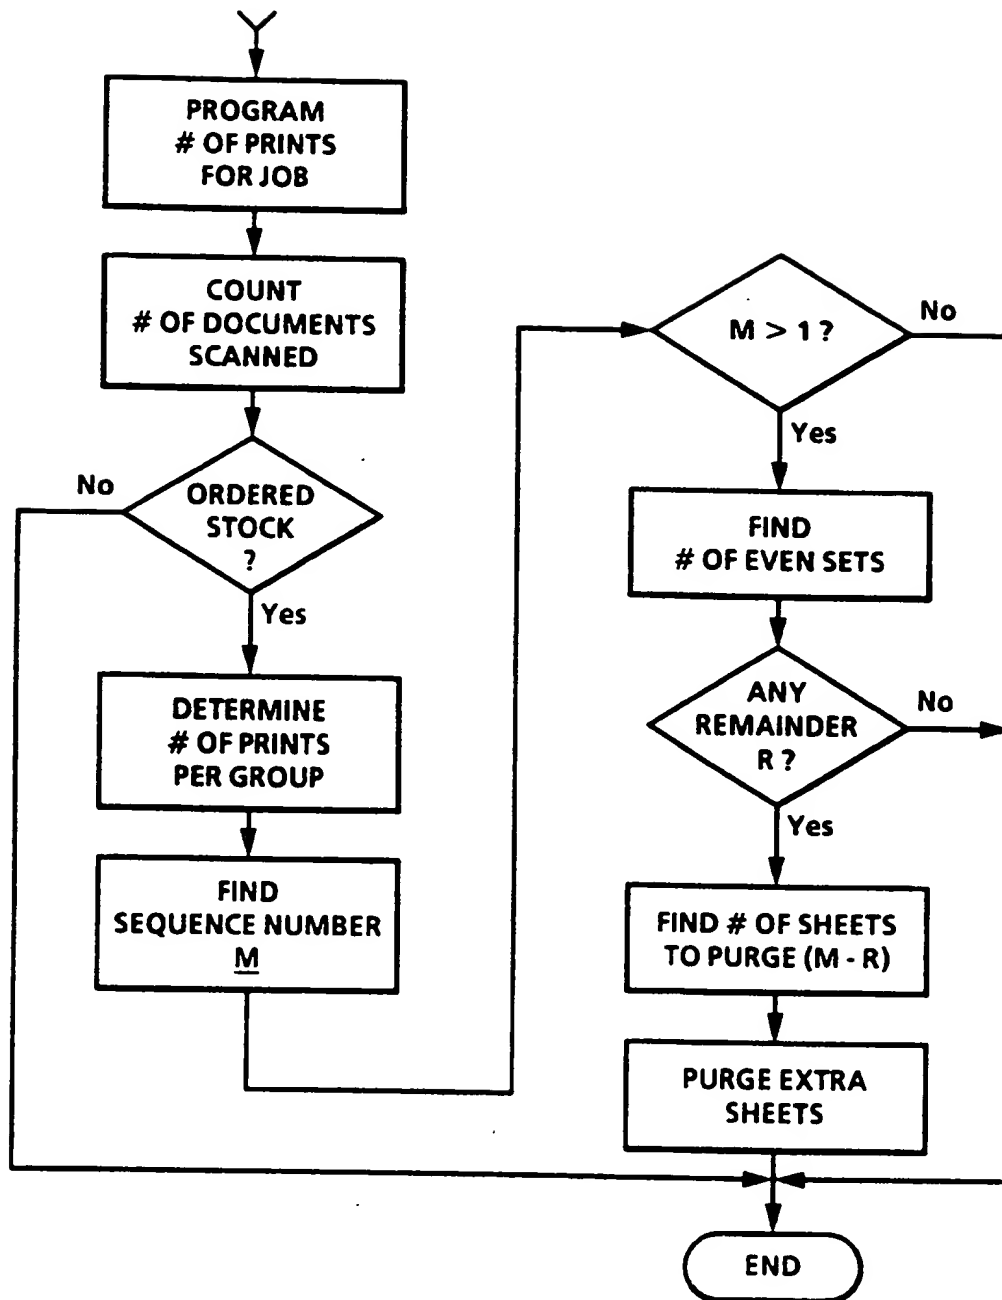 PROGRAM
# OF PRINTS
FOR JOB
COUNT
# OF DOCUMENTS
SCANNED
No
ORDERED
STOCK
?
Yes
DETERMINE
# OF PRINTS
PER GROUP
FIND
SEQUENCE NUMBER
M
M > 1 ?
No
Yes
FIND
# OF EVEN SETS
ANY
REMAINDER
R ?
No
Yes
FIND # OF SHEETS
TO PURGE (M - R)
PURGE EXTRA
SHEETS
END